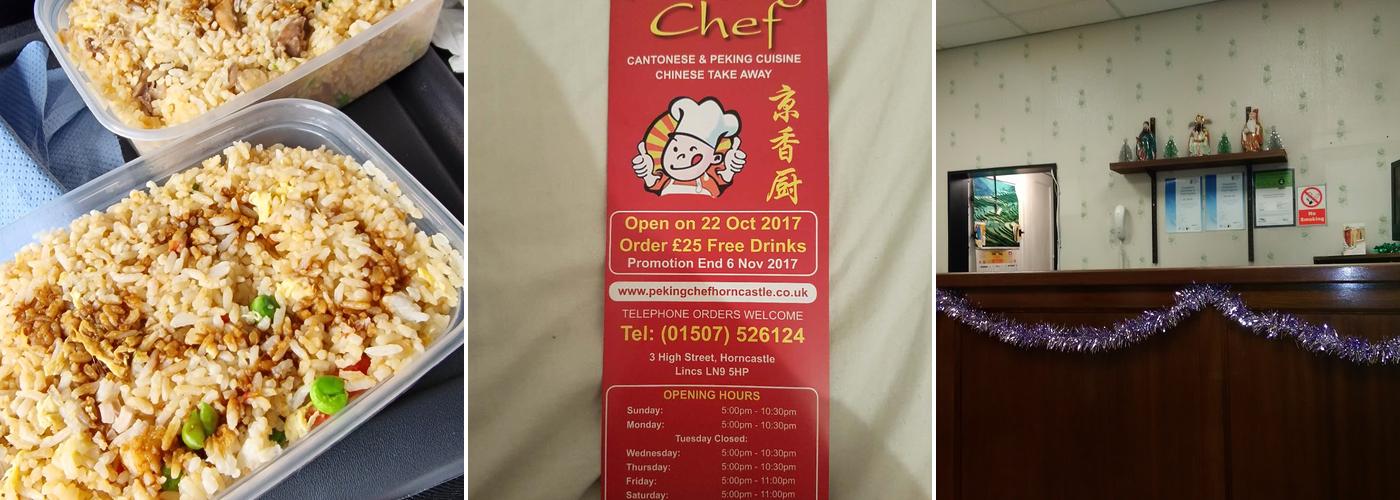 Chef
CANTONESE & PEKING CUISINE
CHINESE TAKE AWAY
京香厨
Open on 22 Oct 2017
Order £25 Free Drinks
Promotion End 6 Nov 2017
www.pekingchefhorncastle.co.uk
TELEPHONE ORDERS WELCOME
Tel: (01507) 526124
3 High Street, Horncastle
Lincs LN9 5HP
OPENING HOURS
Sunday: 5:00pm - 10:30pm
Monday: 5:00pm - 10:30pm
Tuesday Closed:
Wednesday: 5:00pm - 10:30pm
Thursday: 5:00pm - 10:30pm
Friday: 5:00pm - 11:00pm
Saturday: 5:00pm - 11:00pm
No
Smoking